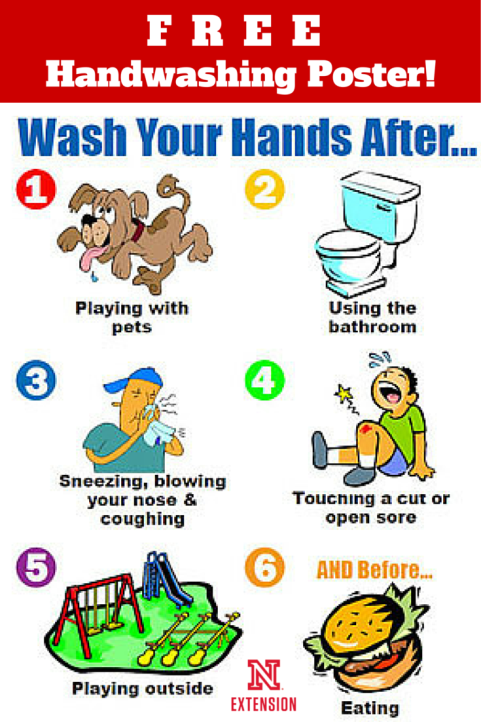 FREE
Handwashing Poster!
Wash Your Hands After...
1
2
Playing with
pets
Using the
bathroom
3
4
Sneezing, blowing
your nose &
coughing
Touching a cut or
open sore
5
6
AND Before...
Playing outside
N
EXTENSION
Eating